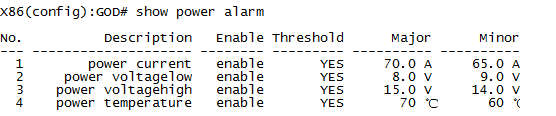 X86(config):GOD# show power alarm
No. Description Enable Threshold Major Minor
--- -------------------- ------- --------- ----------- -----------
1 power current enable YES 70.0 A 65.0 A
2 power voltagelow enable YES 8.0 V 9.0 V
3 power voltagehigh enable YES 15.0 V 14.0 V
4 power temperature enable YES 70 ℃ 60 ℃